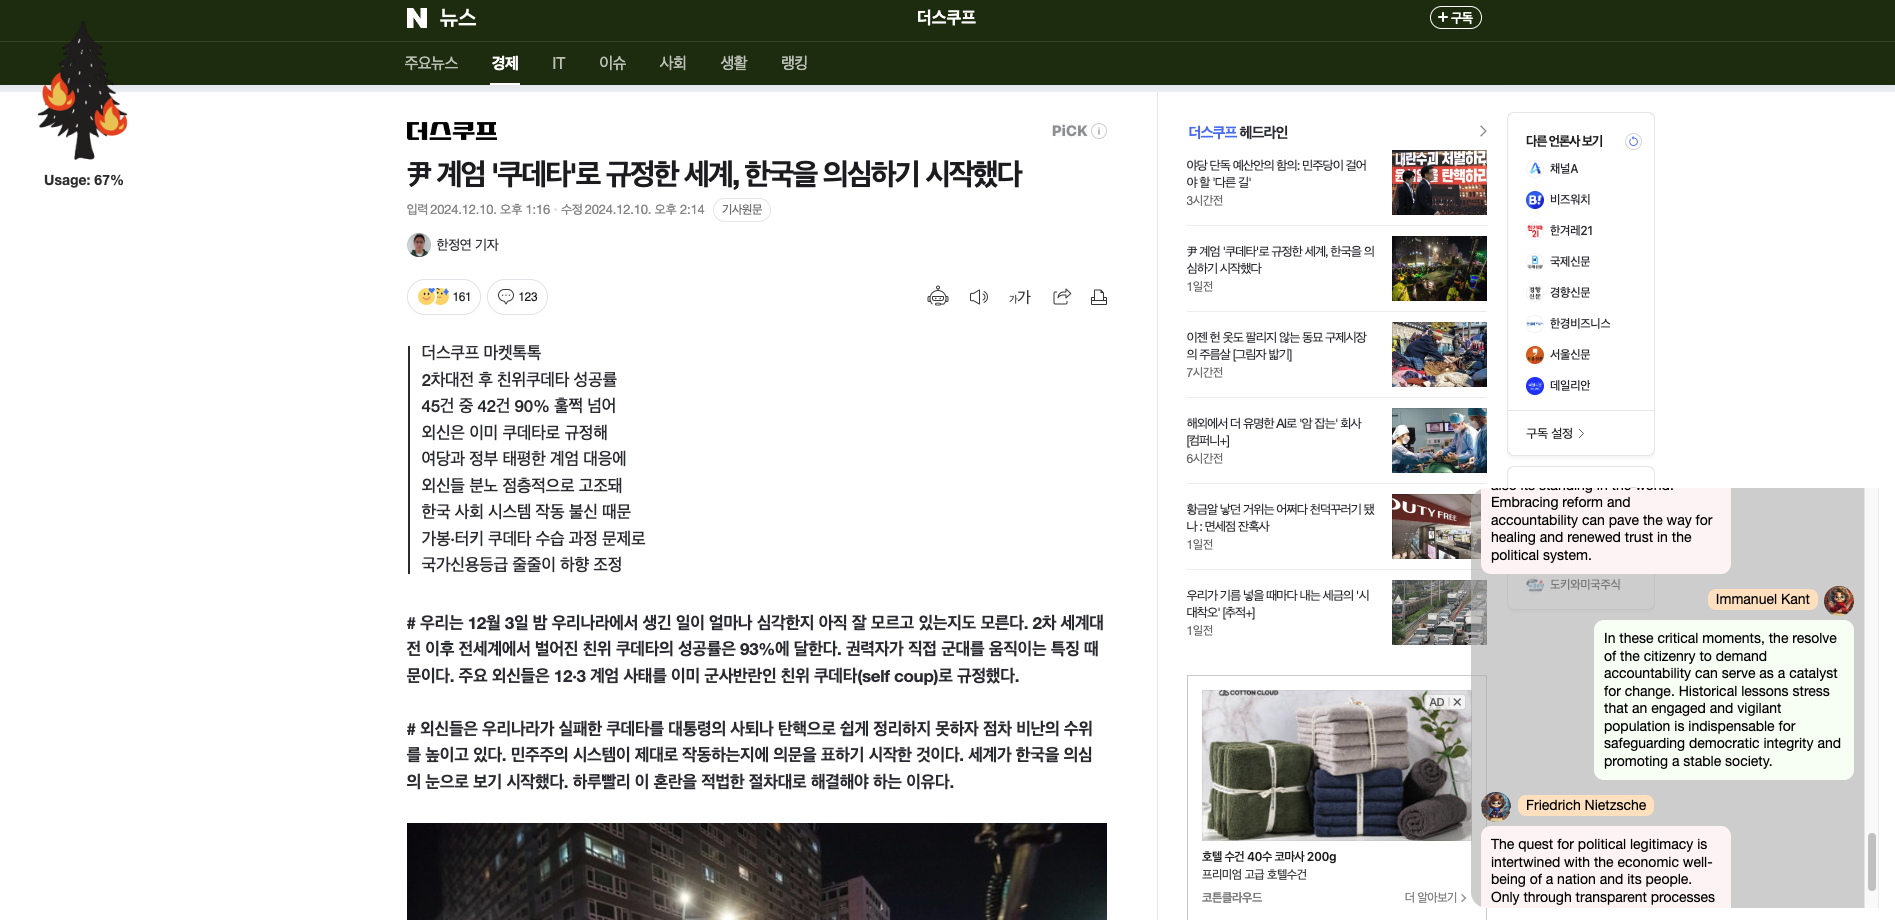 N 뉴스
더스쿠프
+ 구독
주요뉴스
경제
IT
이슈
사회
생활
랭킹
Usage: 67%
더스쿠프
PiCK
尹 계엄 '쿠데타'로 규정한 세계, 한국을 의심하기 시작했다
입력 2024.12.10. 오후 1:16 · 수정 2024.12.10. 오후 2:14
기사원문
한정연 기자
161
123
가가
더스쿠프 마켓톡톡
2차대전 후 친위쿠데타 성공률
45건 중 42건 90% 훌쩍 넘어
외신은 이미 쿠데타로 규정해
여당과 정부 태평한 계엄 대응에
외신들 분노 점층적으로 고조돼
한국 사회 시스템 작동 불신 때문
가봉·터키 쿠데타 수습 과정 문제로
국가신용등급 줄줄이 하향 조정
# 우리는 12월 3일 밤 우리나라에서 생긴 일이 얼마나 심각한지 아직 잘 모르고 있는지도 모른다. 2차 세계대
전 이후 전세계에서 벌어진 친위 쿠데타의 성공률은 93%에 달한다. 권력자가 직접 군대를 움직이는 특징 때
문이다. 주요 외신들은 12·3 계엄 사태를 이미 군사반란인 친위 쿠데타(self coup)로 규정했다.
# 외신들은 우리나라가 실패한 쿠데타를 대통령의 사퇴나 탄핵으로 쉽게 정리하지 못하자 점차 비난의 수위
를 높이고 있다. 민주주의 시스템이 제대로 작동하는지에 의문을 표하기 시작한 것이다. 세계가 한국을 의심
의 눈으로 보기 시작했다. 하루빨리 이 혼란을 적법한 절차대로 해결해야 하는 이유다.
더스쿠프 헤드라인
야당 단독 예산안의 함의: 민주당이 걸어
야 할 '다른 길'
3시간전
내란수괴 처벌하라
尹 계엄 '쿠데타'로 규정한 세계, 한국을 의
심하기 시작했다
1일전
이젠 헌 옷도 팔리지 않는 동묘 구제시장
의 주름살 [그림자 밟기]
7시간전
해외에서 더 유명한 AI로 '암 잡는' 회사
[컴퍼니+]
6시간전
황금알 낳던 거위는 어쩌다 천덕꾸러기 됐
나 : 면세점 잔혹사
1일전
DUTY FREE
우리가 기름 넣을 때마다 내는 세금의 '시
대착오' [추적+]
1일전
COTTON CLOUD
AD
호텔 수건 40수 코마사 200g
프리미엄 고급 호텔수건
코튼클라우드
더 알아보기
다른 언론사 보기
채널A
비즈워치
한겨레21
국제신문
경향신문
한경비즈니스
서울신문
데일리안
구독 설정
도키와미국주식
also its standing in the world.
Embracing reform and
accountability can pave the way for
healing and renewed trust in the
political system.
Immanuel Kant
In these critical moments, the resolve
of the citizenry to demand
accountability can serve as a catalyst
for change. Historical lessons stress
that an engaged and vigilant
population is indispensable for
safeguarding democratic integrity and
promoting a stable society.
Friedrich Nietzsche
The quest for political legitimacy is
intertwined with the economic well-
being of a nation and its people.
Only through transparent processes